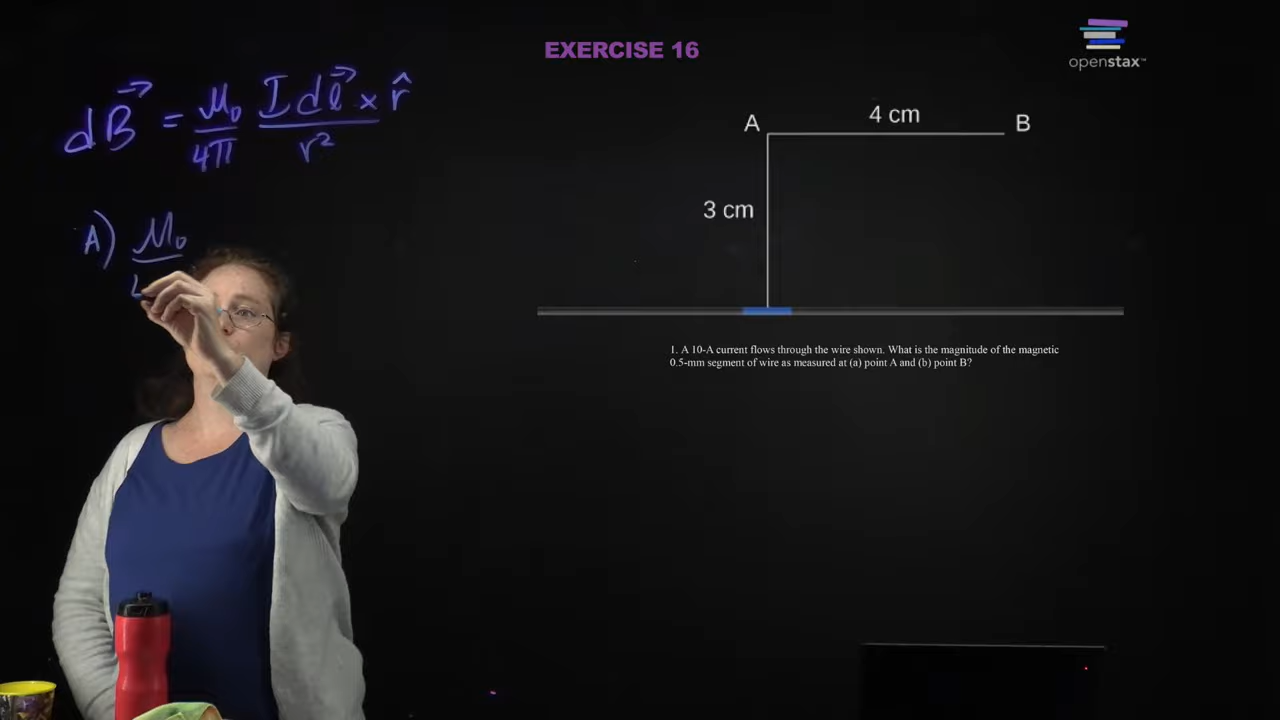 EXERCISE 16
openstax™
dB⃗ = μ₀/4π I dl⃗ × r̂/r²
A) μ₀
A 4 cm B
3 cm
1. A 10-A current flows through the wire shown. What is the magnitude of the magnetic
0.5-mm segment of wire as measured at (a) point A and (b) point B?